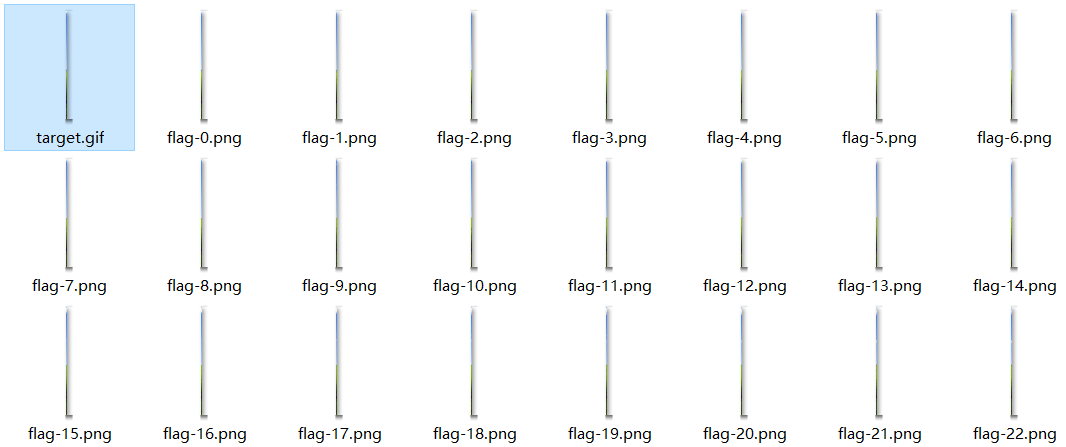 target.gif flag-0.png flag-1.png flag-2.png flag-3.png flag-4.png flag-5.png flag-6.png
flag-7.png flag-8.png flag-9.png flag-10.png flag-11.png flag-12.png flag-13.png flag-14.png
flag-15.png flag-16.png flag-17.png flag-18.png flag-19.png flag-20.png flag-21.png flag-22.png